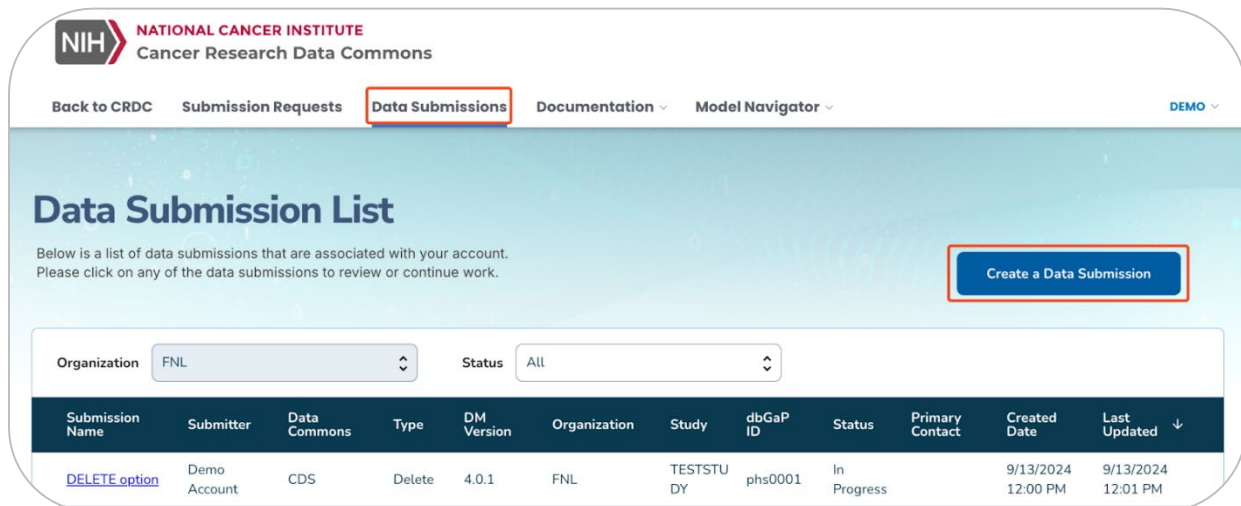 NIH
NATIONAL CANCER INSTITUTE
Cancer Research Data Commons
Back to CRDC Submission Requests Data Submissions Documentation Model Navigator DEMO
Data Submission List
Below is a list of data submissions that are associated with your account.
Please click on any of the data submissions to review or continue work.
Create a Data Submission
Organization FNL Status All
Submission Name Submitter Data Commons Type DM Version Organization Study dbGaP ID Status Primary Contact Created Date Last Updated
DELETE option Demo Account CDS Delete 4.0.1 FNL TESTSTU DY phs0001 In Progress 9/13/2024 12:00 PM 9/13/2024 12:01 PM